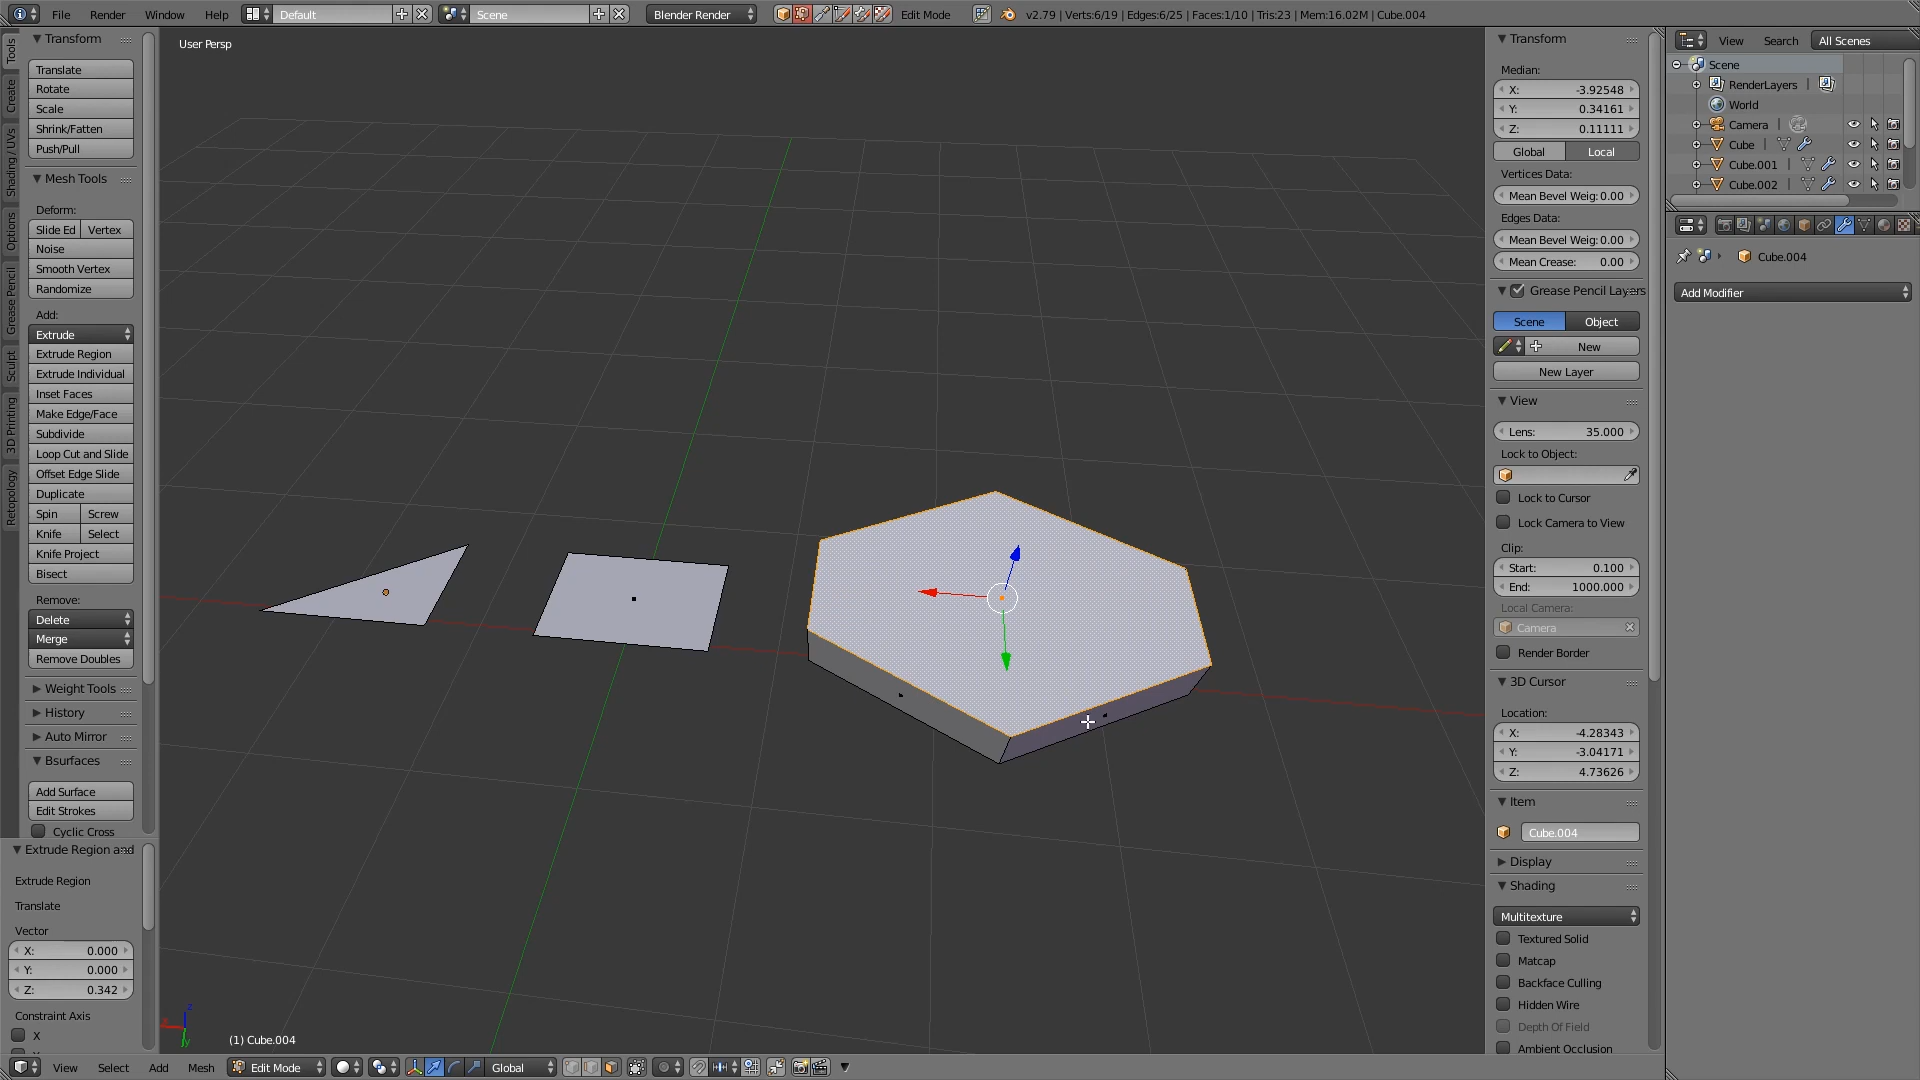 File Render Window Help Default Scene Blender Render Edit Mode v2.79 | Verts:6/19 | Edges:6/25 | Faces:1/10 | Tris:23 | Mem:16.02M | Cube.004
Tools
Create
Shading / UVs
Options
Grease Pencil
Sculpt
3D Printing
Retopology
Transform
Translate
Rotate
Scale
Shrink/Fatten
Push/Pull
Mesh Tools
Deform:
Slide Ed Vertex
Noise
Smooth Vertex
Randomize
Add:
Extrude
Extrude Region
Extrude Individual
Inset Faces
Make Edge/Face
Subdivide
Loop Cut and Slide
Offset Edge Slide
Duplicate
Spin Screw
Knife Select
Knife Project
Bisect
Remove:
Delete
Merge
Remove Doubles
Weight Tools
History
Auto Mirror
Bsurfaces
Add Surface
Edit Strokes
Cyclic Cross
Extrude Region and
Extrude Region
Translate
Vector
X: 0.000
Y: 0.000
Z: 0.342
Constraint Axis
X
User Persp
z
y
(1) Cube.004
View Select Add Mesh Edit Mode Global
Transform
Median:
X: -3.92548
Y: 0.34161
Z: 0.11111
Global Local
Vertices Data:
Mean Bevel Weig: 0.00
Edges Data:
Mean Bevel Weig: 0.00
Mean Crease: 0.00
Grease Pencil Layers
Scene Object
New
New Layer
View
Lens: 35.000
Lock to Object:
Lock to Cursor
Lock Camera to View
Clip:
Start: 0.100
End: 1000.000
Local Camera:
Camera
Render Border
3D Cursor
Location:
X: -4.28343
Y: -3.04171
Z: 4.73626
Item
Cube.004
Display
Shading
Multitexture
Textured Solid
Matcap
Backface Culling
Hidden Wire
Depth Of Field
Ambient Occlusion
View Search All Scenes
Scene
RenderLayers |
World
Camera |
Cube |
Cube.001 |
Cube.002 |
Cube.004
Add Modifier